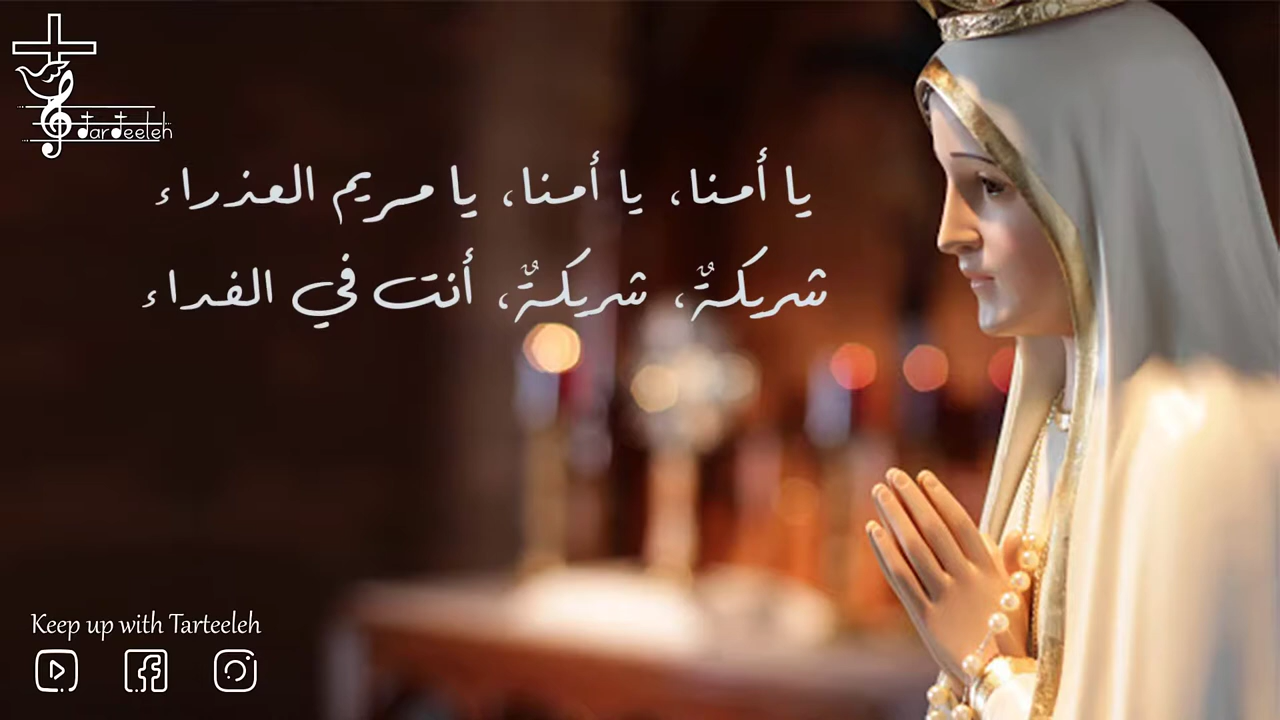 TarTeeleh
يا أمنا، يا أمنا، يا مريم العذراء
شريكةٌ، شريكةٌ، أنت في الفداء
Keep up with Tarteeleh